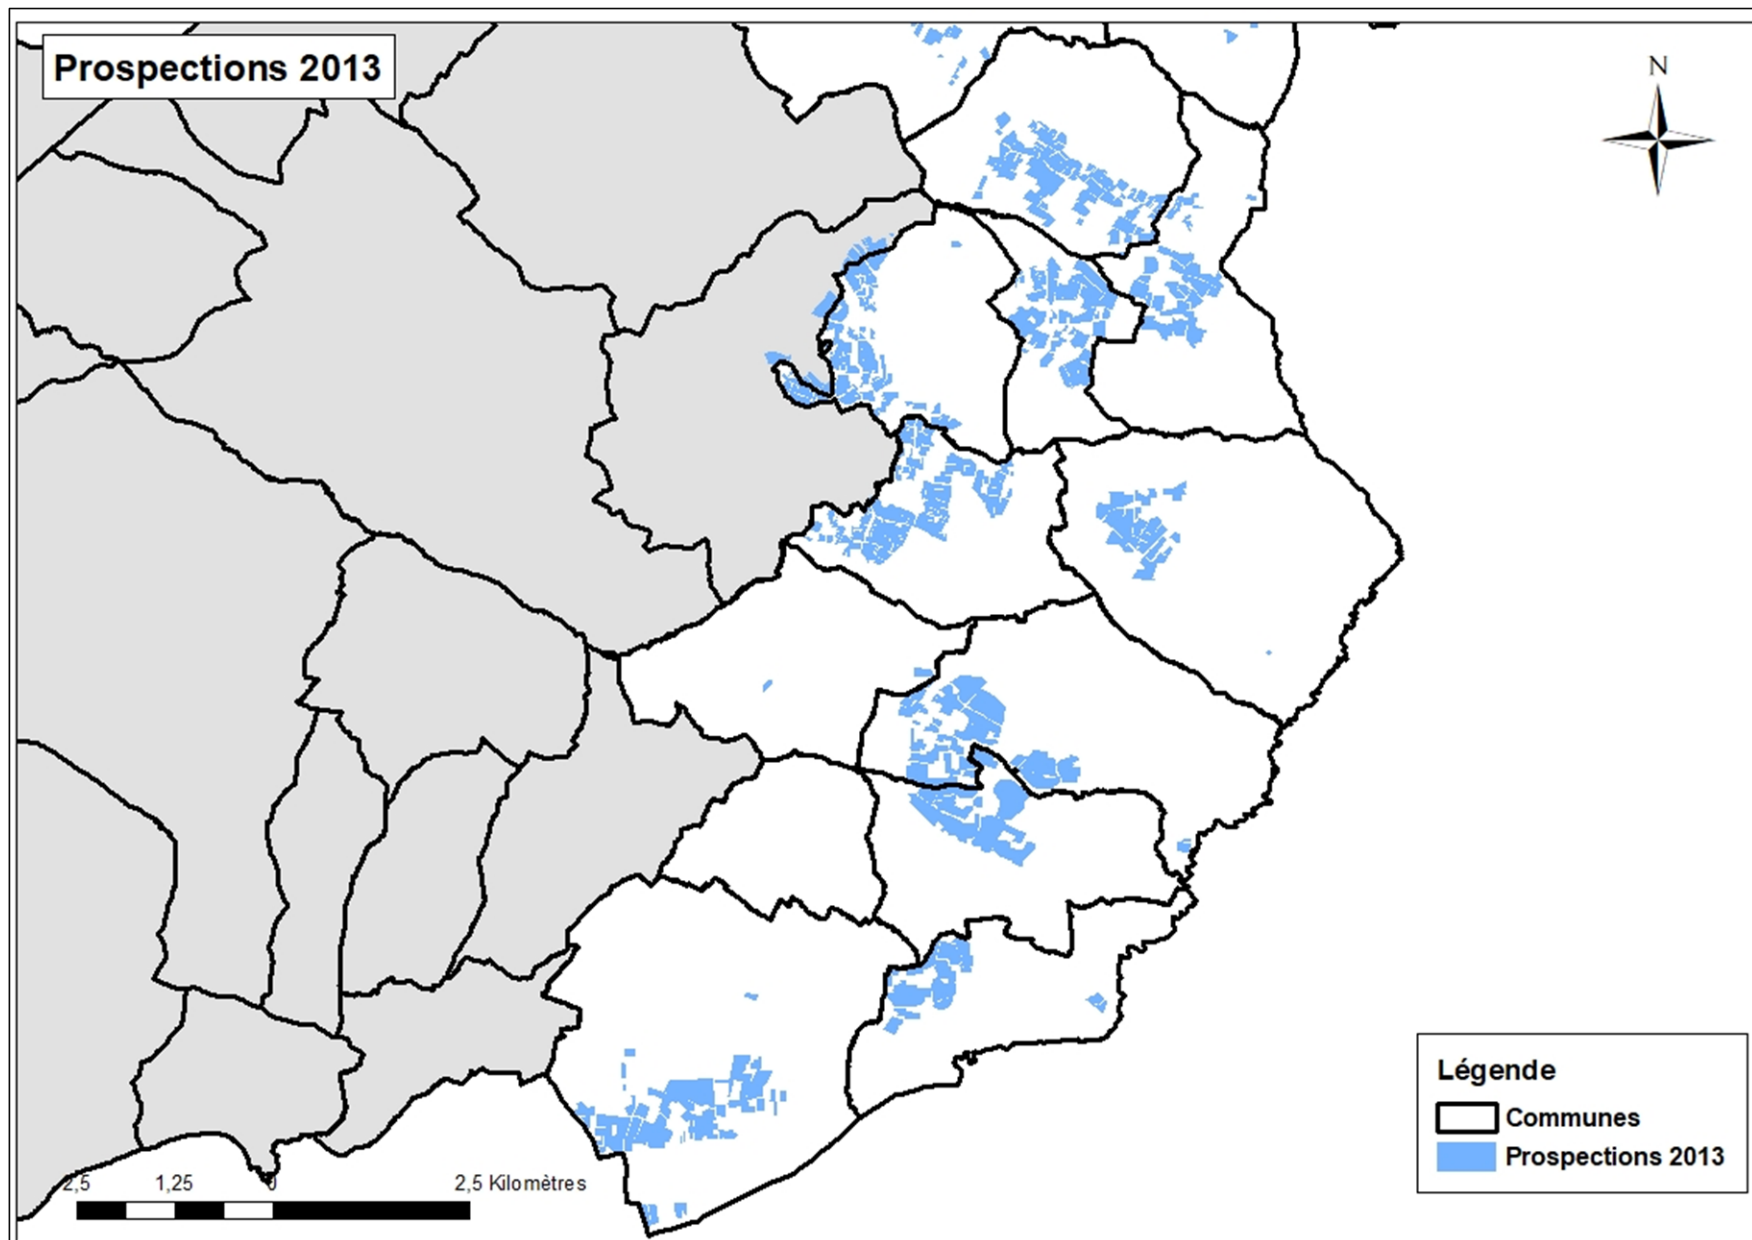 Prospections 2013
N
Légende
Communes
Prospections 2013
2,5 1,25 0 2,5 Kilomètres